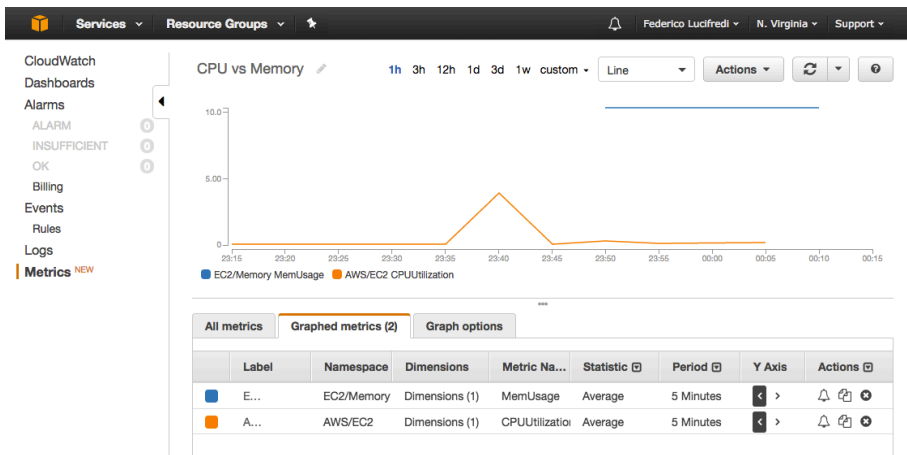 Services Resource Groups Federico Lucifredi N. Virginia Support
CloudWatch
Dashboards
Alarms
ALARM 0
INSUFFICIENT 0
OK 0
Billing
Events
Rules
Logs
Metrics NEW
CPU vs Memory 1h 3h 12h 1d 3d 1w custom Line Actions
10.0
5.00
0
23:15 23:20 23:25 23:30 23:35 23:40 23:45 23:50 23:55 00:00 00:05 00:10 00:15
EC2/Memory MemUsage AWS/EC2 CPUUtilization
All metrics Graphed metrics (2) Graph options
Label Namespace Dimensions Metric Na... Statistic Period Y Axis Actions
E... EC2/Memory Dimensions (1) MemUsage Average 5 Minutes < >
A... AWS/EC2 Dimensions (1) CPUUtilization Average 5 Minutes < >